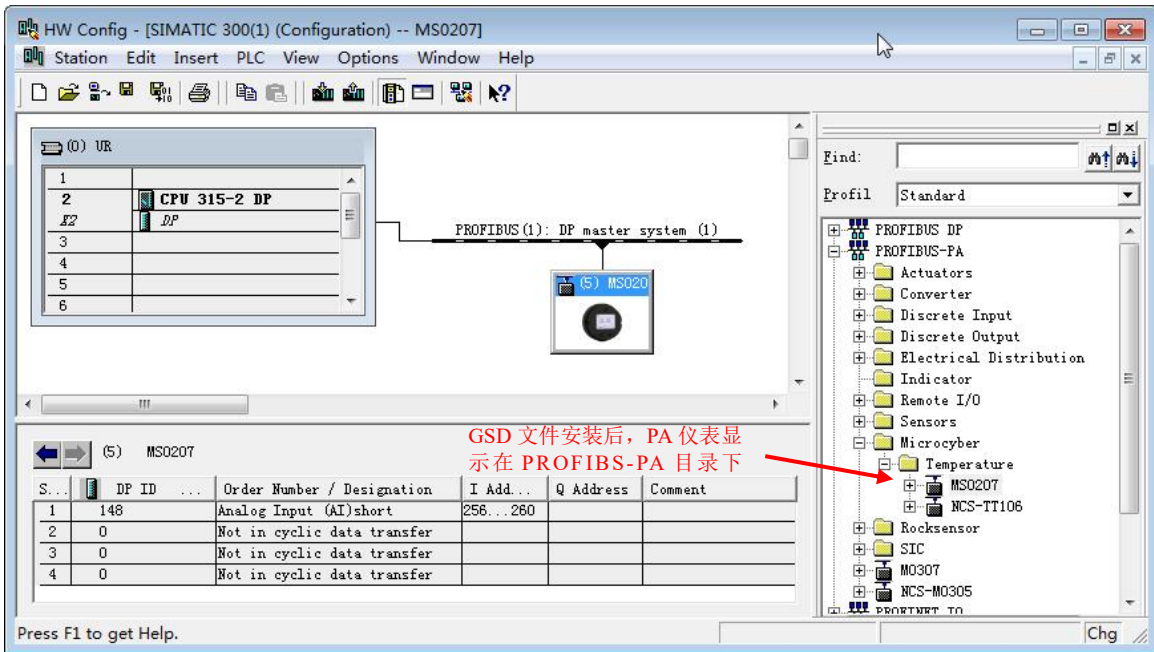 HW Config - [SIMATIC 300(1) (Configuration) -- MS0207]
Station Edit Insert PLC View Options Window Help
(0) UR
1
2 CPU 315-2 DP
X2 DP
3
4
5
6
PROFIBUS(1): DP master system (1)
(5) MS020
Find:
Profil Standard
PROFIBUS DP
PROFIBUS-PA
Actuators
Converter
Discrete Input
Discrete Output
Electrical Distribution
Indicator
Remote I/O
Sensors
Microcyber
Temperature
MS0207
NCS-TT106
Rocksensor
SIC
M0307
NCS-M0305
PROFINET IO
GSD 文件安装后，PA 仪表显
示在 PROFIBS-PA 目录下
(5) MS0207
S... DP ID ... Order Number / Designation I Add... Q Address Comment
1 148 Analog Input (AI)short 256...260
2 0 Not in cyclic data transfer
3 0 Not in cyclic data transfer
4 0 Not in cyclic data transfer
Press F1 to get Help.
Chg